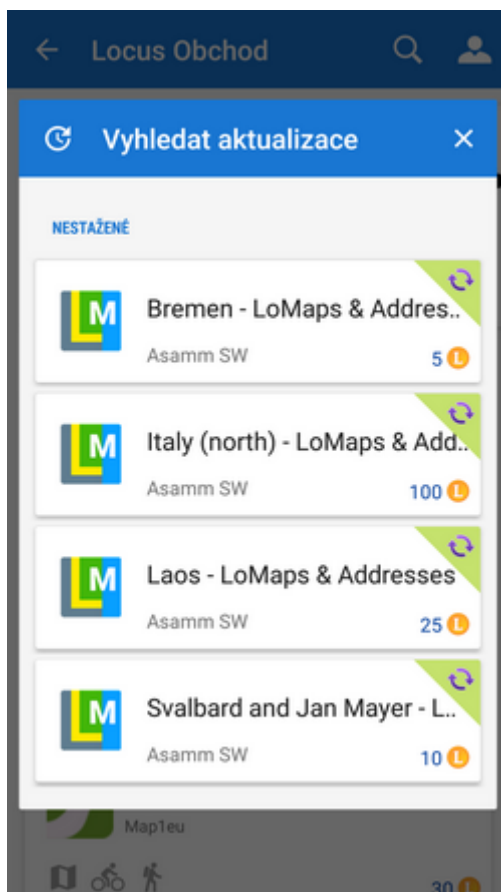 Locus Obchod
Vyhledat aktualizace
NESTAŽENÉ
Bremen - LoMaps & Addres..
Asamm SW
5 L
Italy (north) - LoMaps & Add..
Asamm SW
100 L
Laos - LoMaps & Addresses
Asamm SW
25 L
Svalbard and Jan Mayer - L..
Asamm SW
10 L
Map1eu
30 L